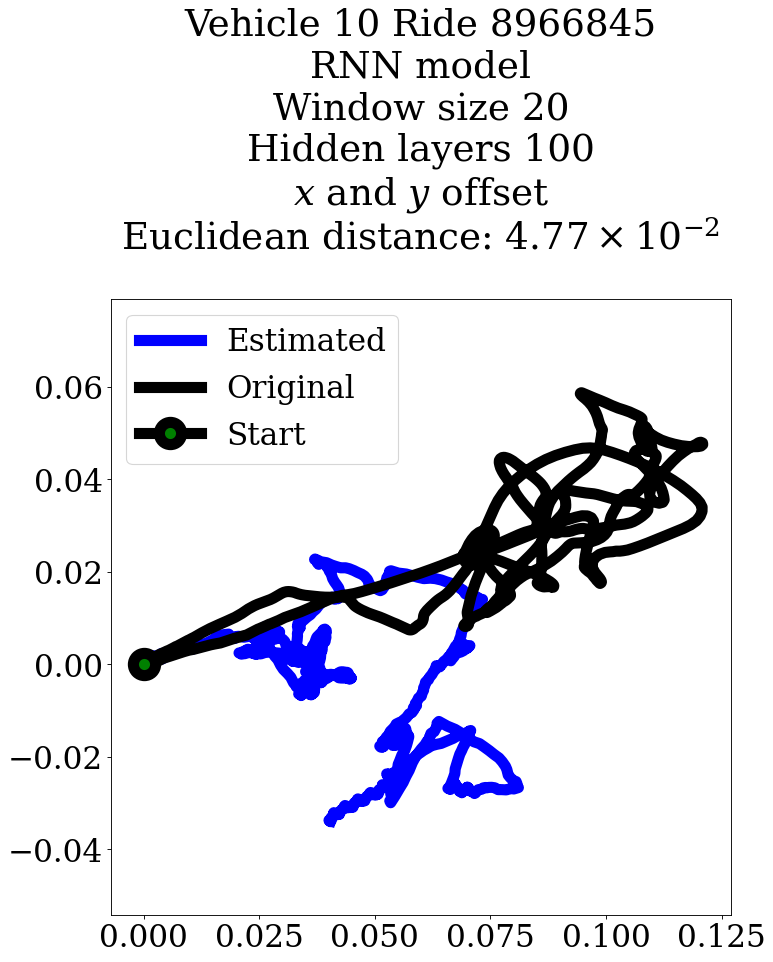 Vehicle 10 Ride 8966845
RNN model
Window size 20
Hidden layers 100
x and y offset
Euclidean distance: 4.77 × 10⁻²
Estimated
Original
Start
0.06
0.04
0.02
0.00
−0.02
−0.04
0.000 0.025 0.050 0.075 0.100 0.125